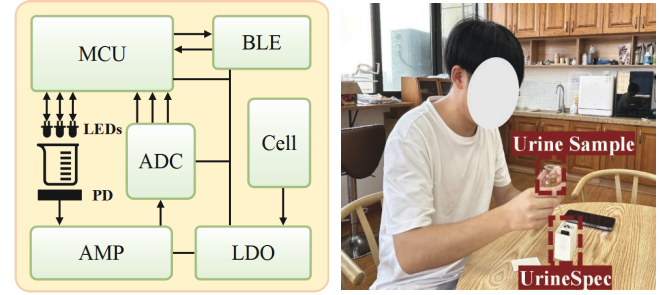 MCU
BLE
LEDs
ADC
Cell
PD
AMP
LDO
Urine Sample
UrineSpec